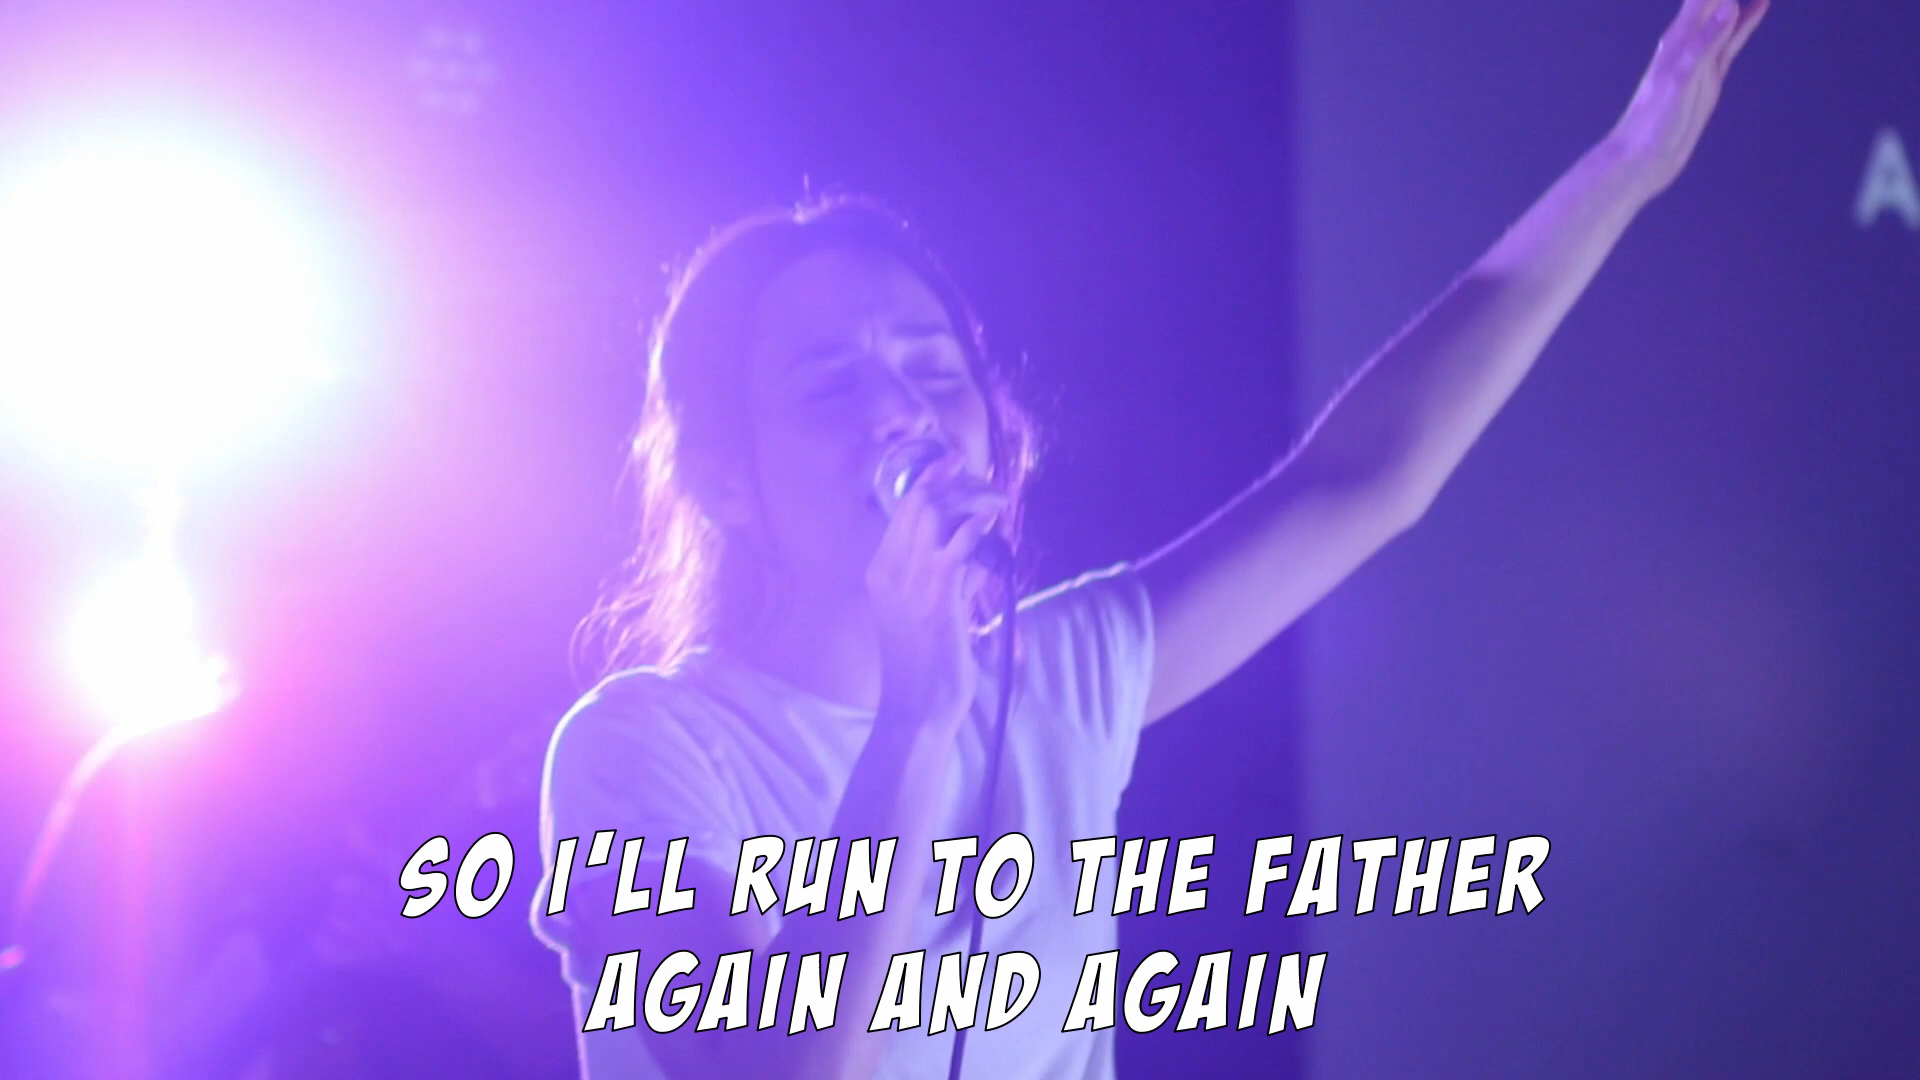 A
SO I'LL RUN TO THE FATHER
AGAIN AND AGAIN